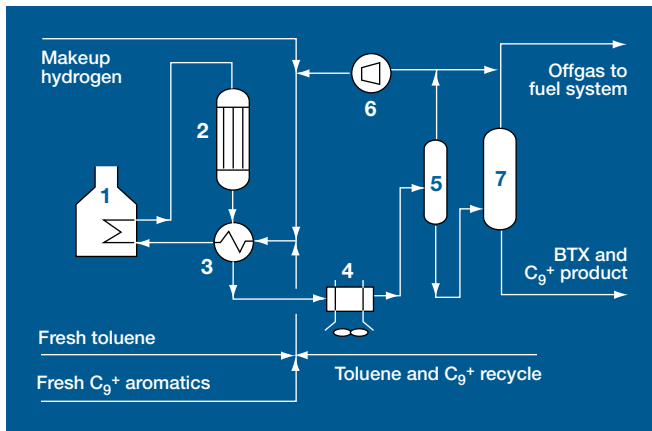 Makeup
hydrogen
Offgas to
fuel system
6
2
1
5
7
3
4
BTX and
C₉⁺ product
Fresh toluene
Toluene and C₉⁺ recycle
Fresh C₉⁺ aromatics